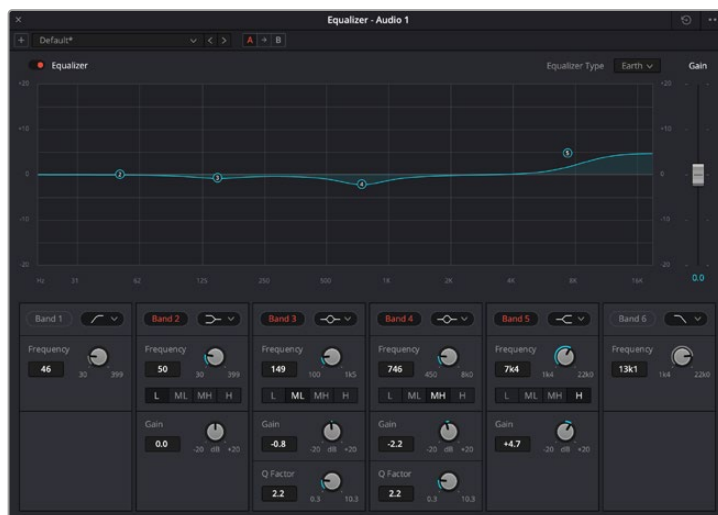 Equalizer - Audio 1
Default*
A
B
Equalizer
Equalizer Type
Earth
Gain
+20 +20
+10 +10
0 0
-10 -10
-20 -20
Hz 31 62 125 250 500 1K 2K 4K 8K 16K
2
3
4
5
0.0
Band 1 Band 2 Band 3 Band 4 Band 5 Band 6
Frequency Frequency Frequency Frequency Frequency Frequency
46 50 149 746 7k4 13k1
30 399 30 399 100 1k5 450 8k0 1k4 22k0 1k4 22k0
L ML MH H L ML MH H L ML MH H L ML MH H
Gain Gain Gain Gain
0.0 -0.8 -2.2 +4.7
-20 dB +20 -20 dB +20 -20 dB +20 -20 dB +20
Q Factor Q Factor
2.2 2.2
0.3 10.3 0.3 10.3